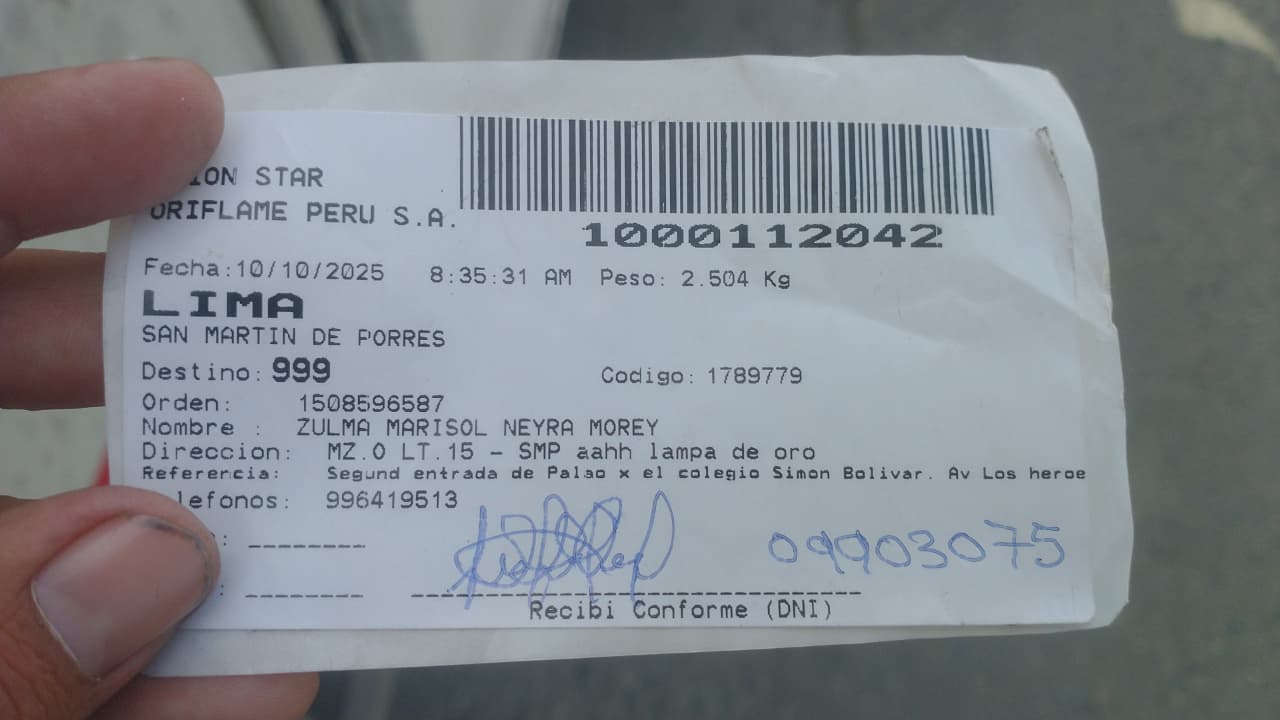 STAR
ORIFLAME PERU S.A.
1000112042
Fecha:10/10/2025 8:35:31 AM Peso: 2.504 Kg
LIMA
SAN MARTIN DE PORRES
Destino: 999 Codigo: 1789779
Orden: 1508596587
Nombre : ZULMA MARISOL NEYRA MOREY
Direccion: MZ.O LT.15 - SMP aahh lampa de oro
Referencia: Segund entrada de Palao x el colegio Simon Bolivar. Av Los heroe
lefonos: 996419513
: --------
09903075
: --------
Recibi Conforme (DNI)